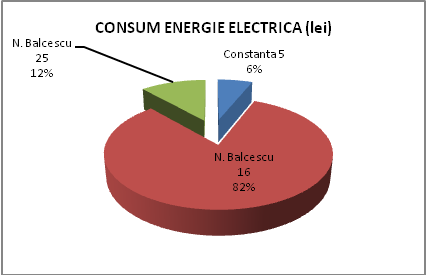 CONSUM ENERGIE ELECTRICA (lei)
N. Balcescu
25
12%
Constanta 5
6%
N. Balcescu
16
82%